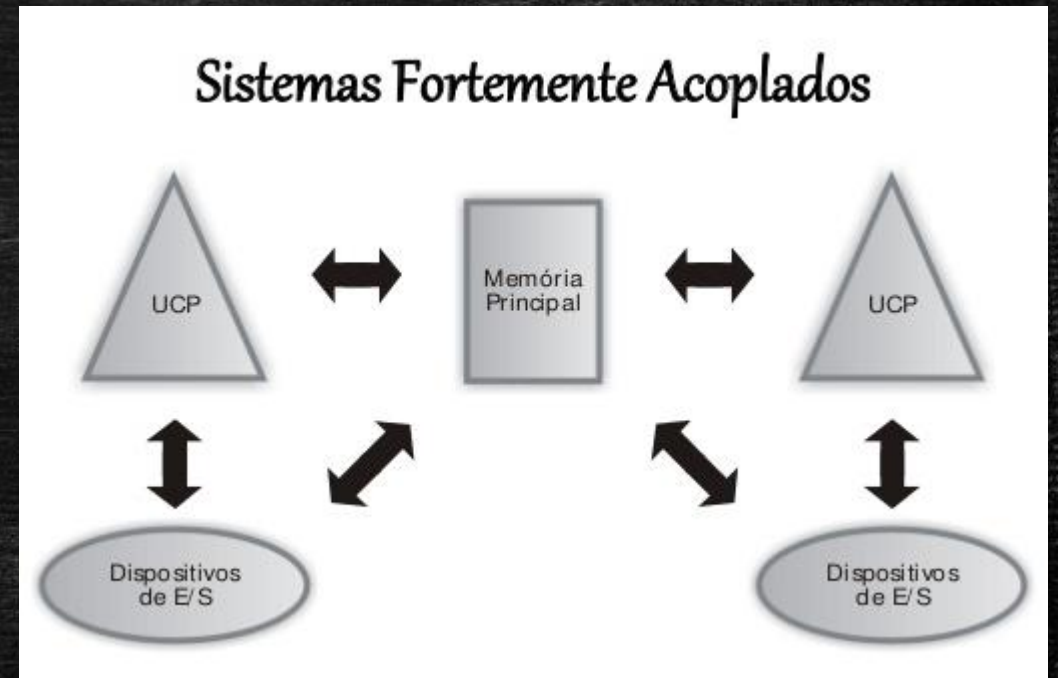 Sistemas Fortemente Acoplados
UCP
Memória
Principal
UCP
Dispositivos
de E/S
Dispositivos
de E/S